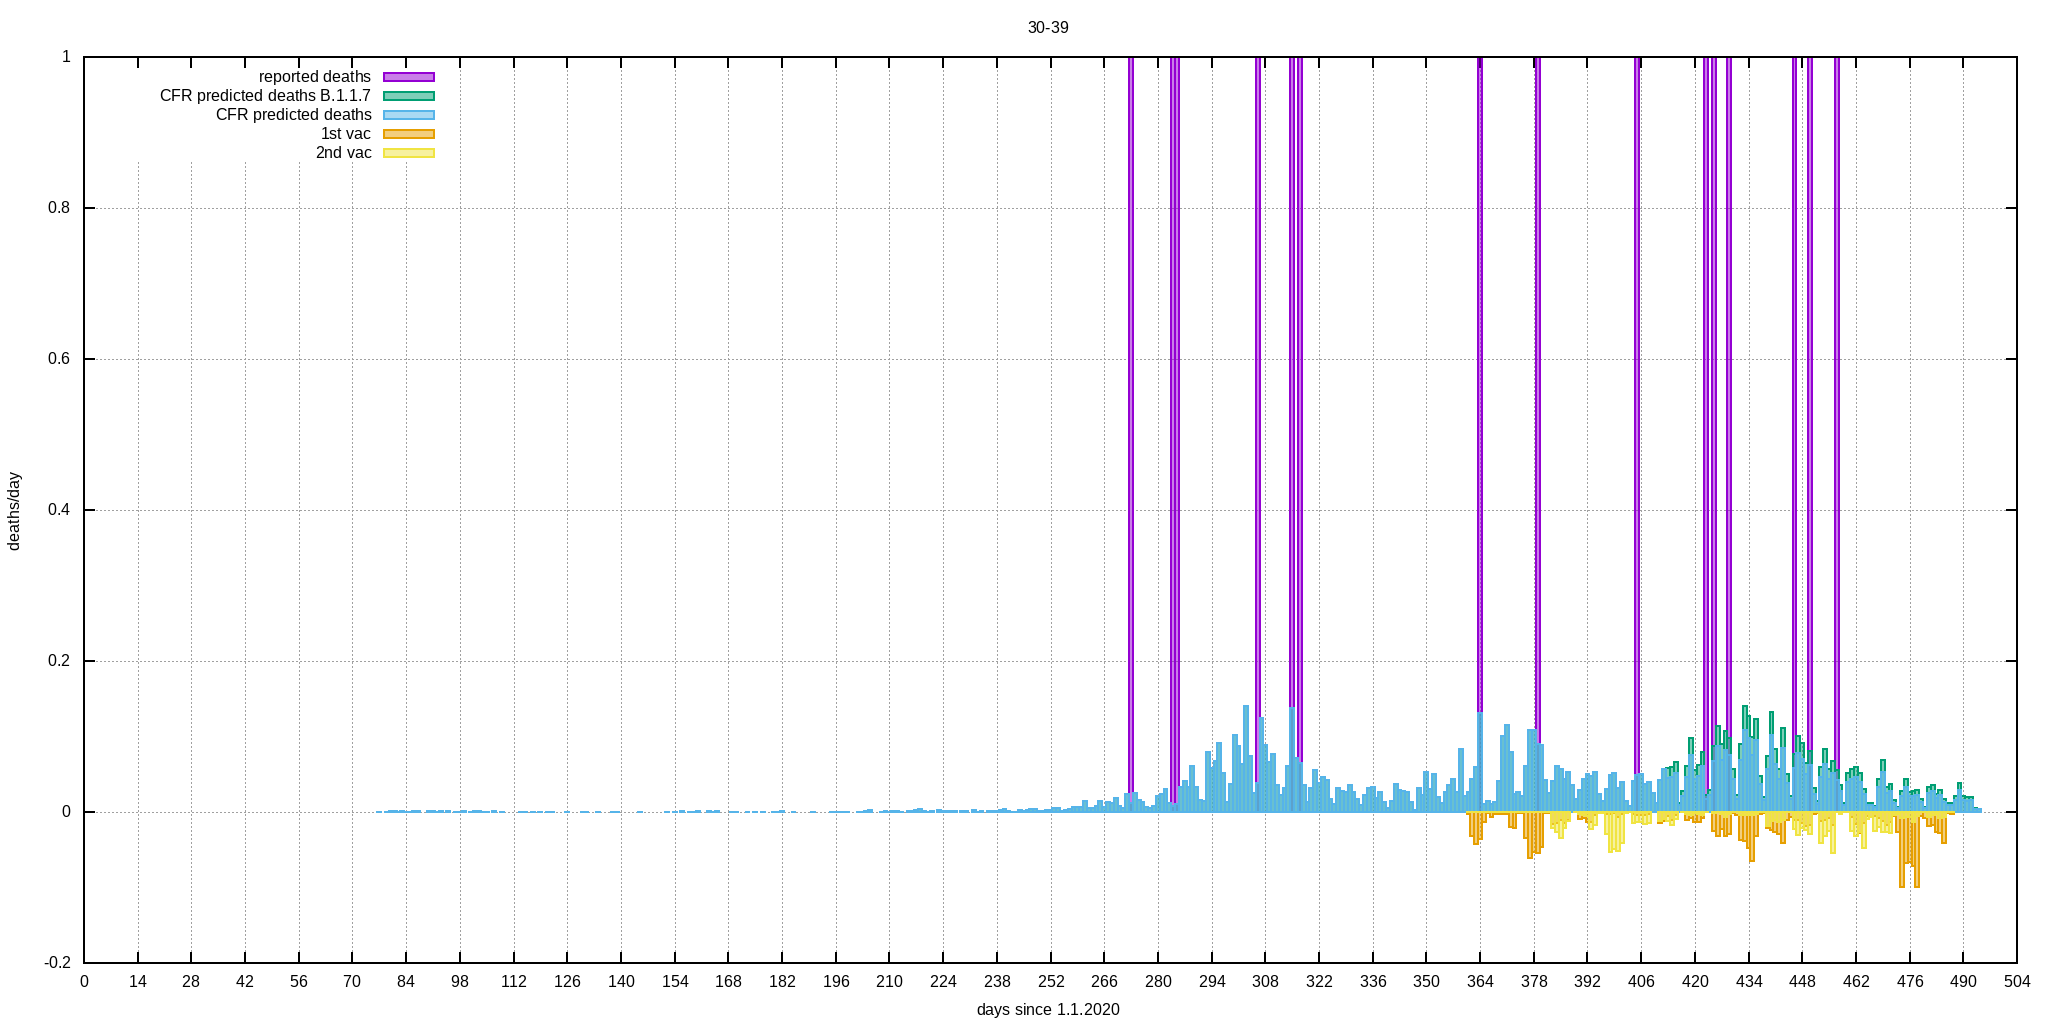 30-39
1
reported deaths
CFR predicted deaths B.1.1.7
CFR predicted deaths
1st vac
2nd vac
0.8
0.6
0.4
deaths/day
0.2
0
-0.2
0 14 28 42 56 70 84 98 112 126 140 154 168 182 196 210 224 238 252 266 280 294 308 322 336 350 364 378 392 406 420 434 448 462 476 490 504
days since 1.1.2020